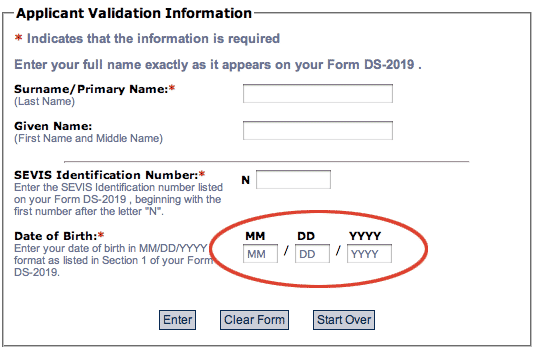 Applicant Validation Information
* Indicates that the information is required
Enter your full name exactly as it appears on your Form DS-2019 .
Surname/Primary Name:*
(Last Name)
Given Name:
(First Name and Middle Name)
SEVIS Identification Number:*
N
Enter the SEVIS Identification number listed
on your Form DS-2019 , beginning with the
first number after the letter "N".
Date of Birth:*
MM DD YYYY
Enter your date of birth in MM/DD/YYYY
format as listed in Section 1 of your Form
DS-2019.
MM / DD / YYYY
Enter Clear Form Start Over